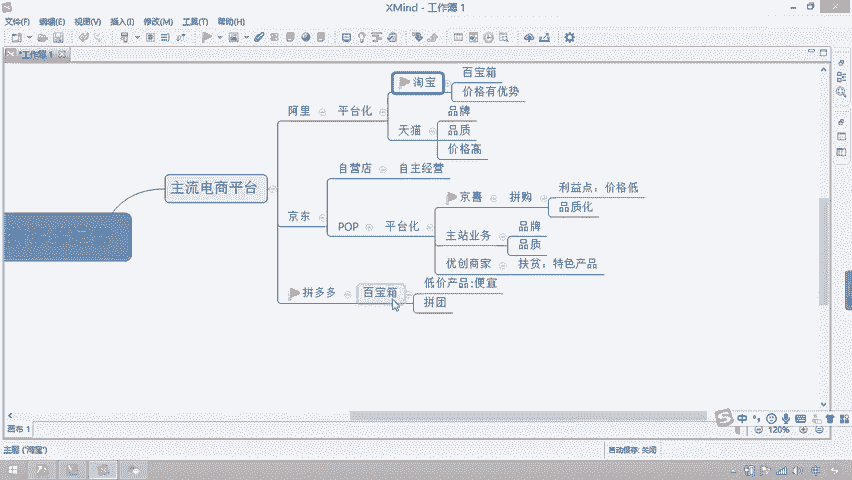 XMind - 工作簿 1
文件(F) 编辑(E) 视图(V) 插入(I) 修改(M) 工具(T) 帮助(H)
*工作簿 1
百宝箱
淘宝
价格有优势
阿里 平台化
品牌
天猫 品质
价格高
主流电商平台
自营店 自主经营
京东
京喜 拼购 利益点：价格低
品质化
POP 平台化
主站业务 品牌
品质
优创商家 扶贫：特色产品
拼多多 百宝箱 低价产品:便宜
拼团
中
画布 1
120%
主题 ('淘宝')
自动保存: 关闭